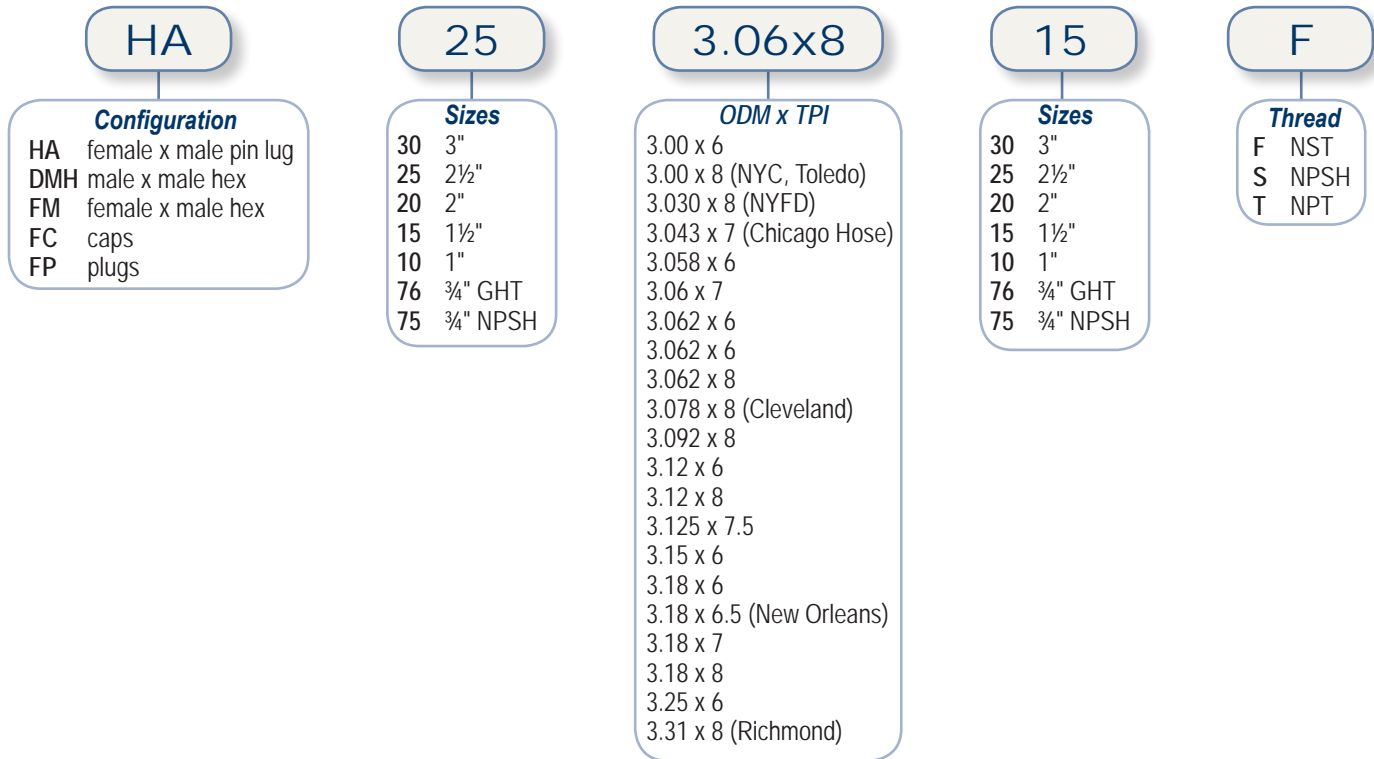 HA
25
3.06x8
15
F
Configuration
HA female x male pin lug
DMH male x male hex
FM female x male hex
FC caps
FP plugs
Sizes
30 3"
25 2½"
20 2"
15 1½"
10 1"
76 ¾" GHT
75 ¾" NPSH
ODM x TPI
3.00 x 6
3.00 x 8 (NYC, Toledo)
3.030 x 8 (NYFD)
3.043 x 7 (Chicago Hose)
3.058 x 6
3.06 x 7
3.062 x 6
3.062 x 6
3.062 x 8
3.078 x 8 (Cleveland)
3.092 x 8
3.12 x 6
3.12 x 8
3.125 x 7.5
3.15 x 6
3.18 x 6
3.18 x 6.5 (New Orleans)
3.18 x 7
3.18 x 8
3.25 x 6
3.31 x 8 (Richmond)
Sizes
30 3"
25 2½"
20 2"
15 1½"
10 1"
76 ¾" GHT
75 ¾" NPSH
Thread
F NST
S NPSH
T NPT